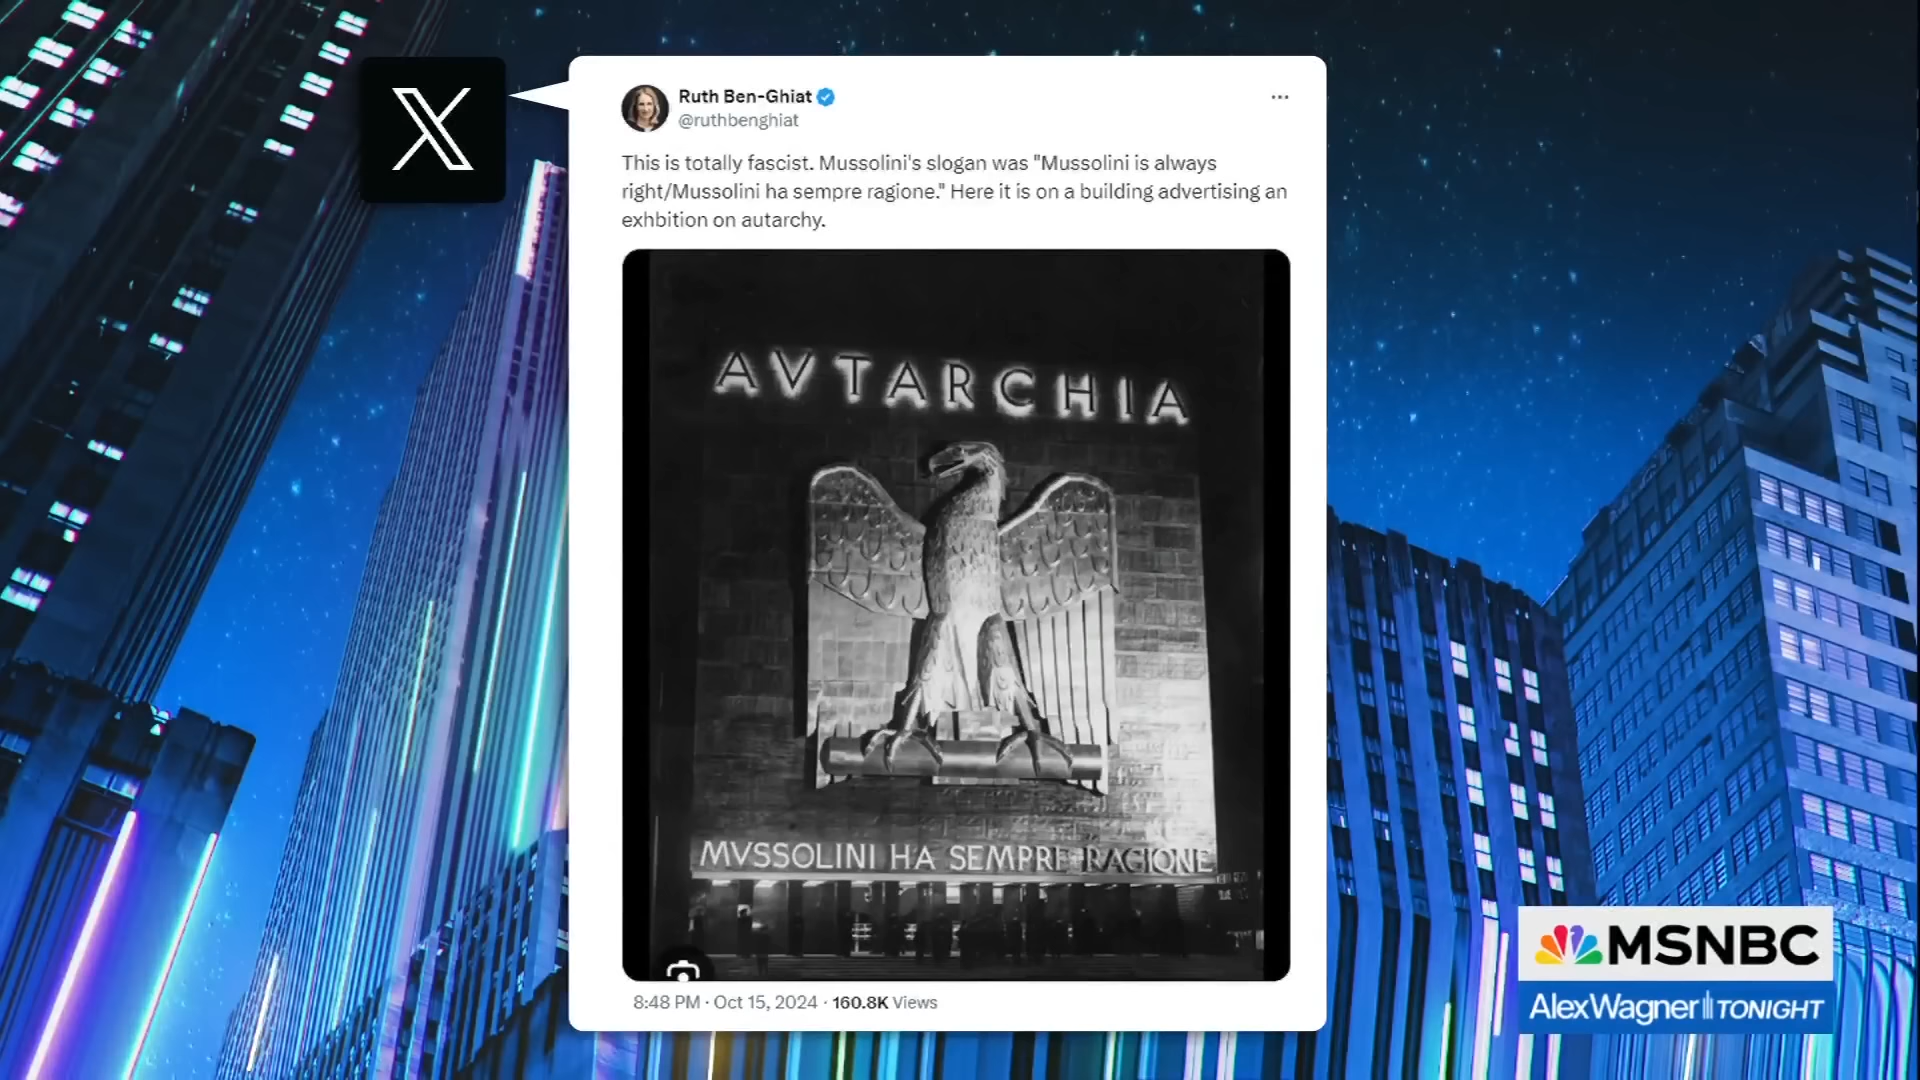 Ruth Ben-Ghiat
@ruthbenghiat
This is totally fascist. Mussolini's slogan was "Mussolini is always
right/Mussolini ha sempre ragione." Here it is on a building advertising an
exhbition on autarchy.
AVTARCHIA
MVSSOLINI HA SEMPRE RAGIONE
8:48 PM · Oct 15, 2024 · 160.8K Views
MSNBC
AlexWagner TONIGHT